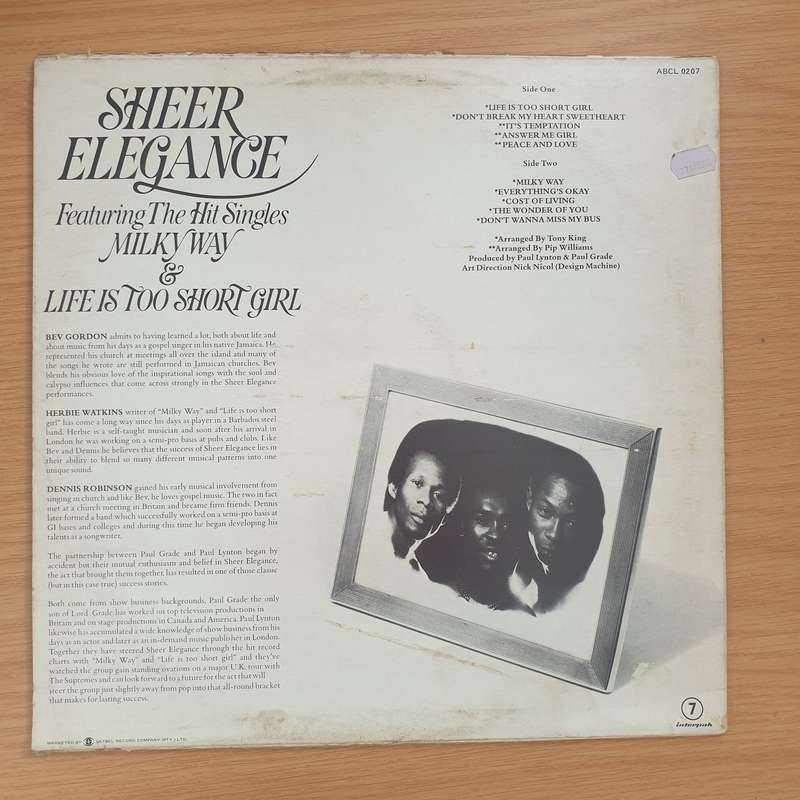 ABCL 0207
SHEER
ELEGANCE
Featuring The Hit Singles
MILKY WAY
&
LIFE IS TOO SHORT GIRL
Side One
*LIFE IS TOO SHORT GIRL
*DON'T BREAK MY HEART SWEETHEART
**IT'S TEMPTATION
**ANSWER ME GIRL
**PEACE AND LOVE
Side Two
*MILKY WAY
*EVERYTHING'S OKAY
*COST OF LIVING
*THE WONDER OF YOU
*DON'T WANNA MISS MY BUS
*Arranged By Tony King
**Arranged By Pip Williams
Produced by Paul Lynton & Paul Grade
Art Direction Nick Nicol (Design Machine)
BEV GORDON admits to having learned a lot, both about life and
about music from his days as a gospel singer in his native Jamaica. He
represented his church at meetings all over the island and many of
the songs he wrote are still performed in Jamaican churches. Bev
blends his obvious love of the inspirational songs with the soul and
calypso influences that come across strongly in the Sheer Elegance
performances.
HERBIE WATKINS writer of "Milky Way" and "Life is too short
girl" has come a long way since his days as player in a Barbados steel
band. Herbie is a self-taught musician and soon after his arrival in
London he was working on a semi-pro basis at pubs and clubs. Like
Bev and Dennis he believes that the success of Sheer Elegance lies in
their ability to blend so many different musical patterns into one
unique sound.
DENNIS ROBINSON gained his early musical involvement from
singing in church and like Bev, he loves gospel music. The two in fact
met at a church meeting in Britain and became firm friends. Dennis
later formed a band which successfully worked on a semi-pro basis at
GI bases and colleges and during this time he began developing his
talents as a songwriter.
The partnership between Paul Grade and Paul Lynton began by
accident but their mutual enthusiasm and belief in Sheer Elegance,
the act that brought them together, has resulted in one of those classic
(but in this case true) success stories.
Both come from show business backgrounds, Paul Grade the only
son of Lord Grade has worked on top television productions in
Britain and on stage productions in Canada and America. Paul Lynton
likewise has accumulated a wide knowledge of show business from his
days as an actor and later as an in-demand music publisher in London.
Together they have steered Sheer Elegance through the hit record
charts with "Milky Way" and "Life is too short girl" and they've
watched the group gain standing ovations on a major U.K. tour with
The Supremes and can look forward to a future for the act that will
steer the group just slightly away from pop into that all-round bracket
that makes for lasting success.
MARKETED BY G SATBEL RECORD COMPANY (PTY.) LTD.
7
interpak